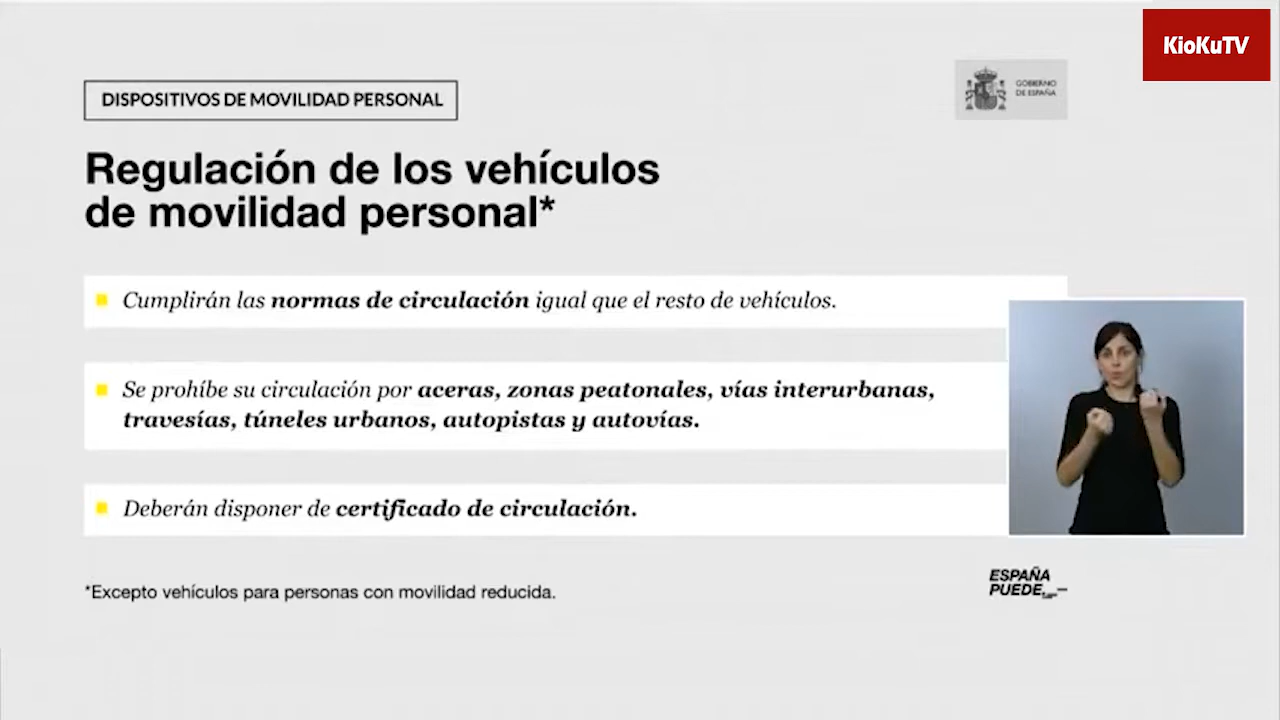 KioKuTV
DISPOSITIVOS DE MOVILIDAD PERSONAL
GOBIERNO
DE ESPAÑA
Regulación de los vehículos
de movilidad personal*
Cumplirán las normas de circulación igual que el resto de vehículos.
Se prohíbe su circulación por aceras, zonas peatonales, vías interurbanas,
travesías, túneles urbanos, autopistas y autovías.
Deberán disponer de certificado de circulación.
*Excepto vehículos para personas con movilidad reducida.
ESPAÑA
PUEDE.